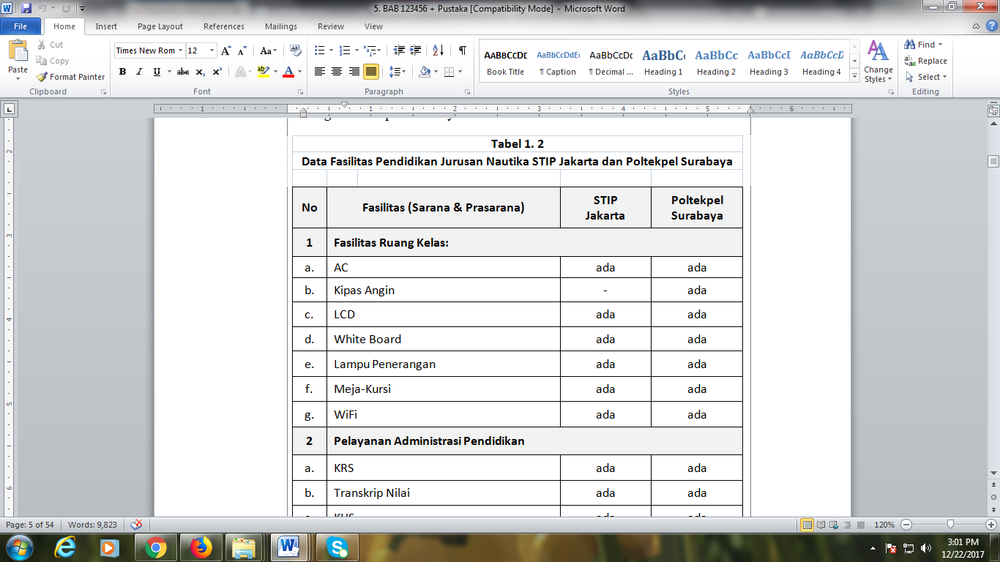 5. BAB 123456 + Pustaka [Compatibility Mode] - Microsoft Word
File Home Insert Page Layout References Mailings Review View
Paste
Cut
Copy
Format Painter
Clipboard
Times New Rom 12
Font
Paragraph
AABBCCDI AaBbCcDdEe AaBbCcDc AaBbC AaBbCc AaBbCcI AaBbCcD
Book Title ¶ Caption ¶ Decimal ... Heading 1 Heading 2 Heading 3 Heading 4
Change Styles
Styles
Find
Replace
Select
Editing
1 1 2 3 4 5 6
Tabel 1. 2
Data Fasilitas Pendidikan Jurusan Nautika STIP Jakarta dan Poltekpel Surabaya
No Fasilitas (Sarana & Prasarana) STIP Jakarta Poltekpel Surabaya
1 Fasilitas Ruang Kelas:
a. AC ada ada
b. Kipas Angin - ada
c. LCD ada ada
d. White Board ada ada
e. Lampu Penerangan ada ada
f. Meja-Kursi ada ada
g. WiFi ada ada
2 Pelayanan Administrasi Pendidikan
a. KRS ada ada
b. Transkrip Nilai ada ada
Page: 5 of 54 Words: 9,823 120%
3:01 PM
12/22/2017